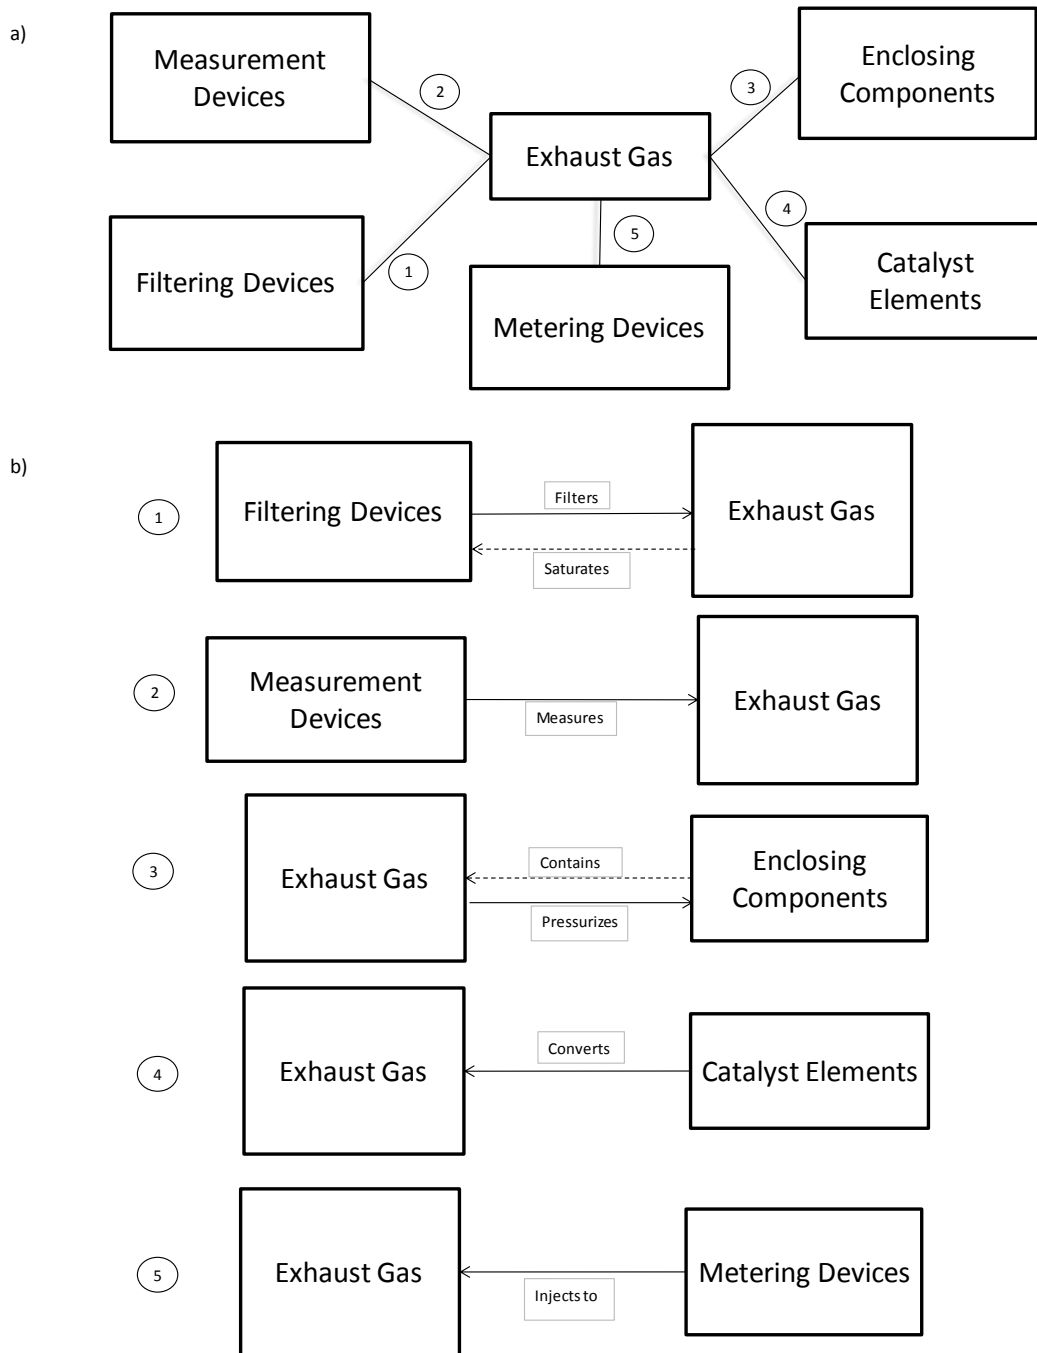 a)
Measurement
Devices
2
3
Enclosing
Components
Exhaust Gas
Filtering Devices
1
5
4
Catalyst
Elements
Metering Devices
b)
1
Filtering Devices
Filters
Saturates
Exhaust Gas
2
Measurement
Devices
Measures
Exhaust Gas
3
Exhaust Gas
Contains
Pressurizes
Enclosing
Components
4
Exhaust Gas
Converts
Catalyst Elements
5
Exhaust Gas
Injects to
Metering Devices